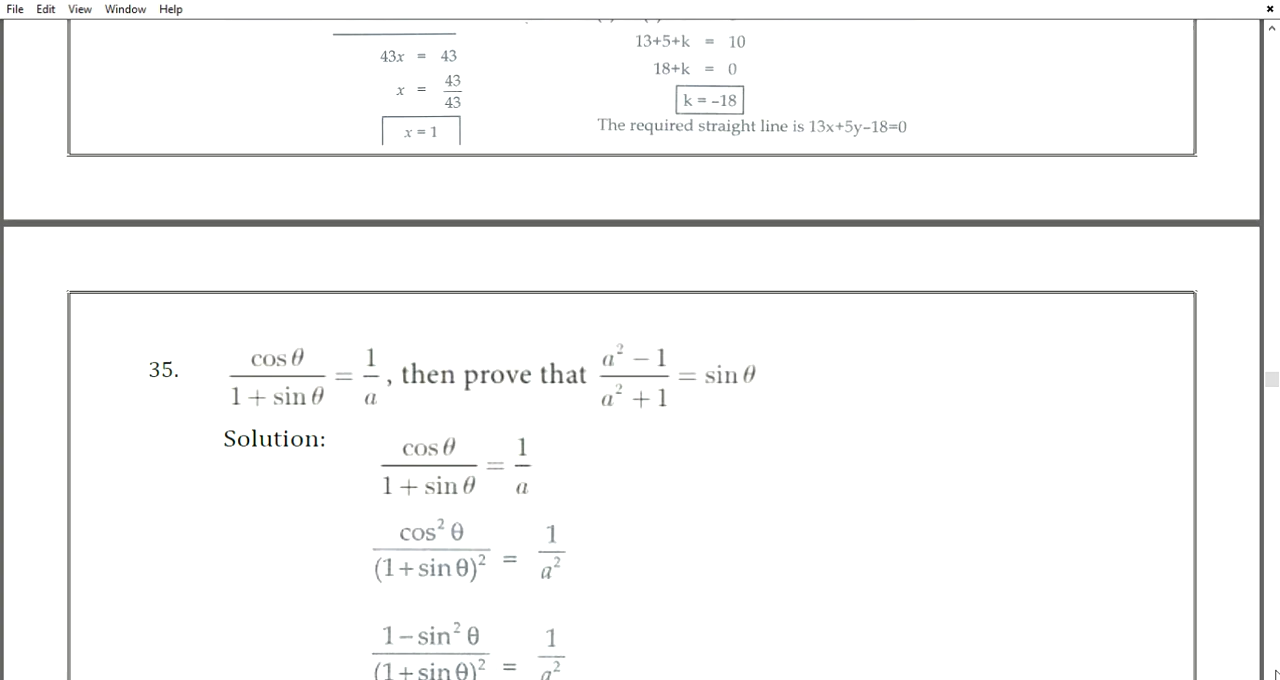 File Edit View Window Help ×
43x = 43
x = 43/43
x = 1
13+5+k = 10
18+k = 0
k = –18
The required straight line is 13x+5y–18=0
35. cos θ/(1 + sin θ) = 1/a , then prove that (a² − 1)/(a² + 1) = sin θ
Solution:
cos θ/(1 + sin θ) = 1/a
cos² θ/(1+sin θ)² = 1/a²
1–sin² θ/(1+sin θ)² = 1/a²